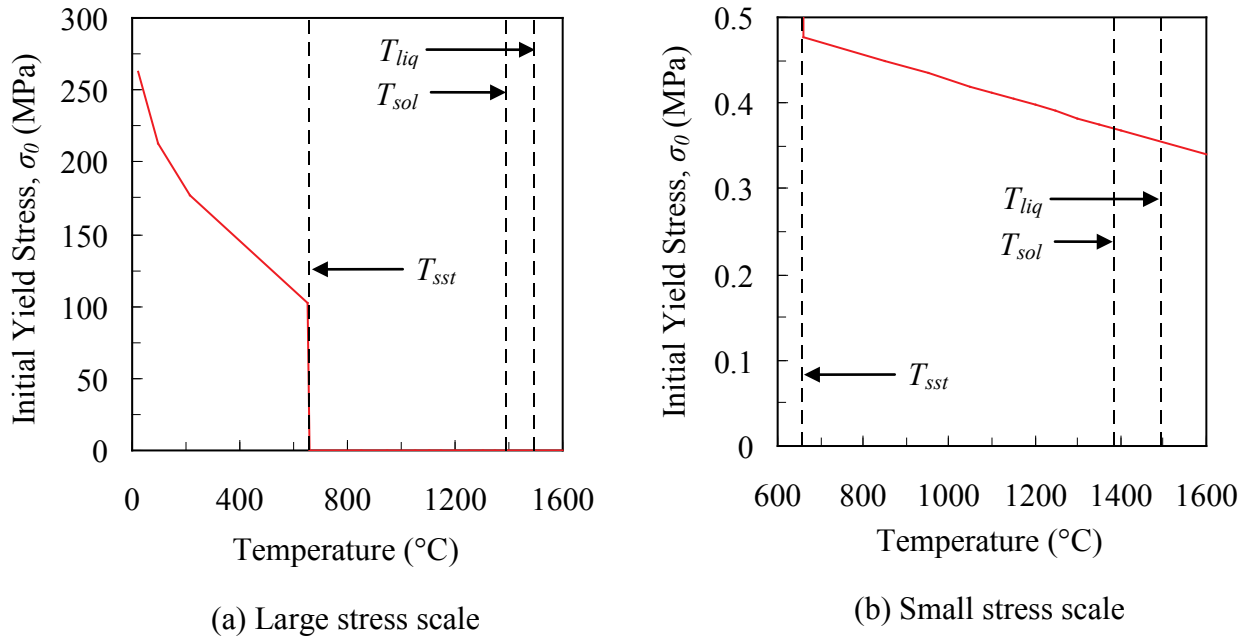 300
250
200
150
100
50
0
Initial Yield Stress, σ0 (MPa)
Tliq
Tsol
Tsst
0 400 800 1200 1600
Temperature (°C)
(a) Large stress scale
0.5
0.4
0.3
0.2
0.1
0
Initial Yield Stress, σ0 (MPa)
Tliq
Tsol
Tsst
600 800 1000 1200 1400 1600
Temperature (°C)
(b) Small stress scale